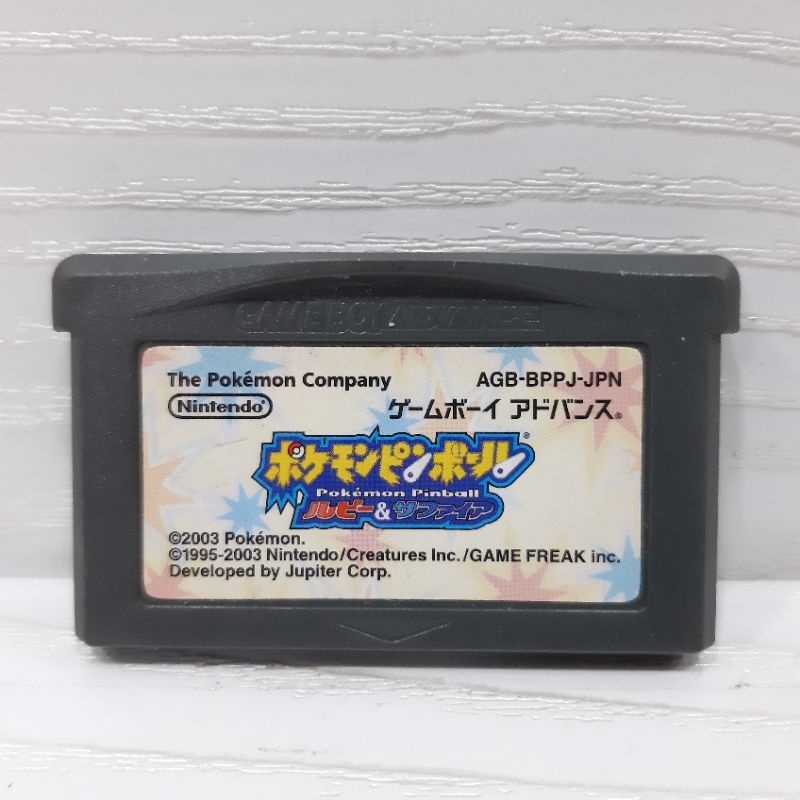 GAME BOY ADVANCE
The Pokémon Company AGB-BPPJ-JPN
Nintendo® ゲームボーイ アドバンス®
ポケモンピンボール®
Pokémon Pinball
ルビー&サファイア
©2003 Pokémon.
©1995-2003 Nintendo/Creatures Inc./GAME FREAK inc.
Developed by Jupiter Corp.